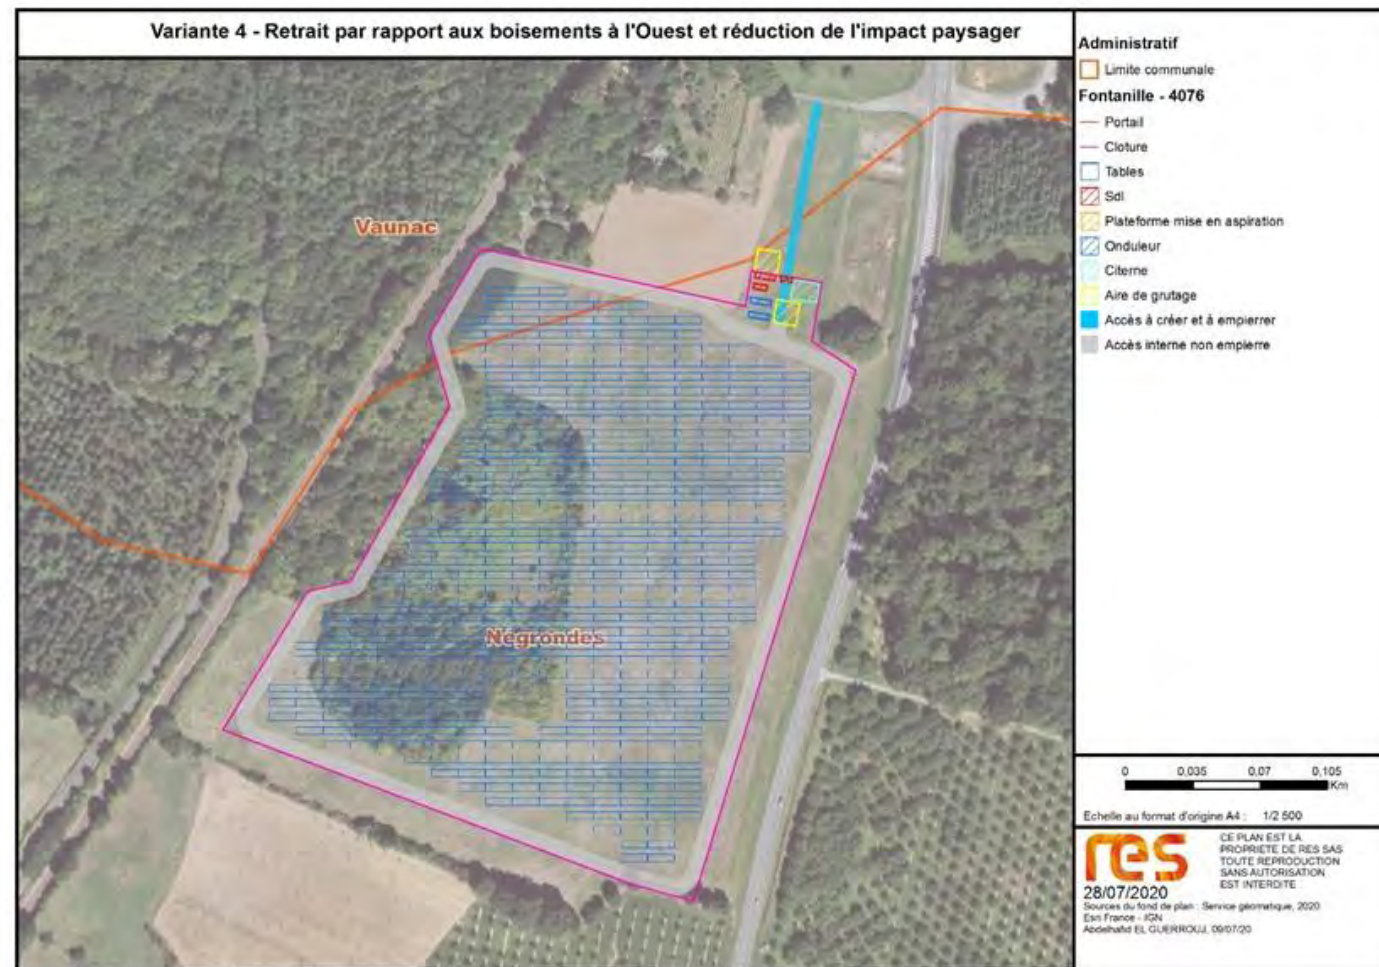 Variante 4 - Retrait par rapport aux boisements à l'Ouest et réduction de l'impact paysager
Vaunac
Négrondes
Administratif
Limite communale
Fontanille - 4076
Portail
Cloture
Tables
Sdl
Plateforme mise en aspiration
Onduleur
Citerne
Aire de grutage
Accès à créer et à empierrer
Accès interne non empierre
0 0,035 0,07 0,105
Km
Echelle au format d'origine A4 : 1/2 500
res
CE PLAN EST LA
PROPRIETE DE RES SAS
TOUTE REPRODUCTION
SANS AUTORISATION
EST INTERDITE
28/07/2020
Sources du fond de plan : Service géomatique, 2020
Esri France - IGN
Abdelhafid EL GUERROUJ, 09/07/20